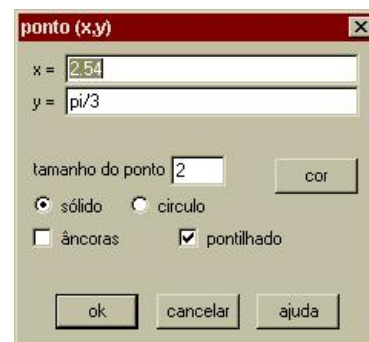 ponto (x,y)
x = 2.54
y = pi/3
tamanho do ponto 2
cor
sólido circulo
âncoras pontilhado
ok cancelar ajuda